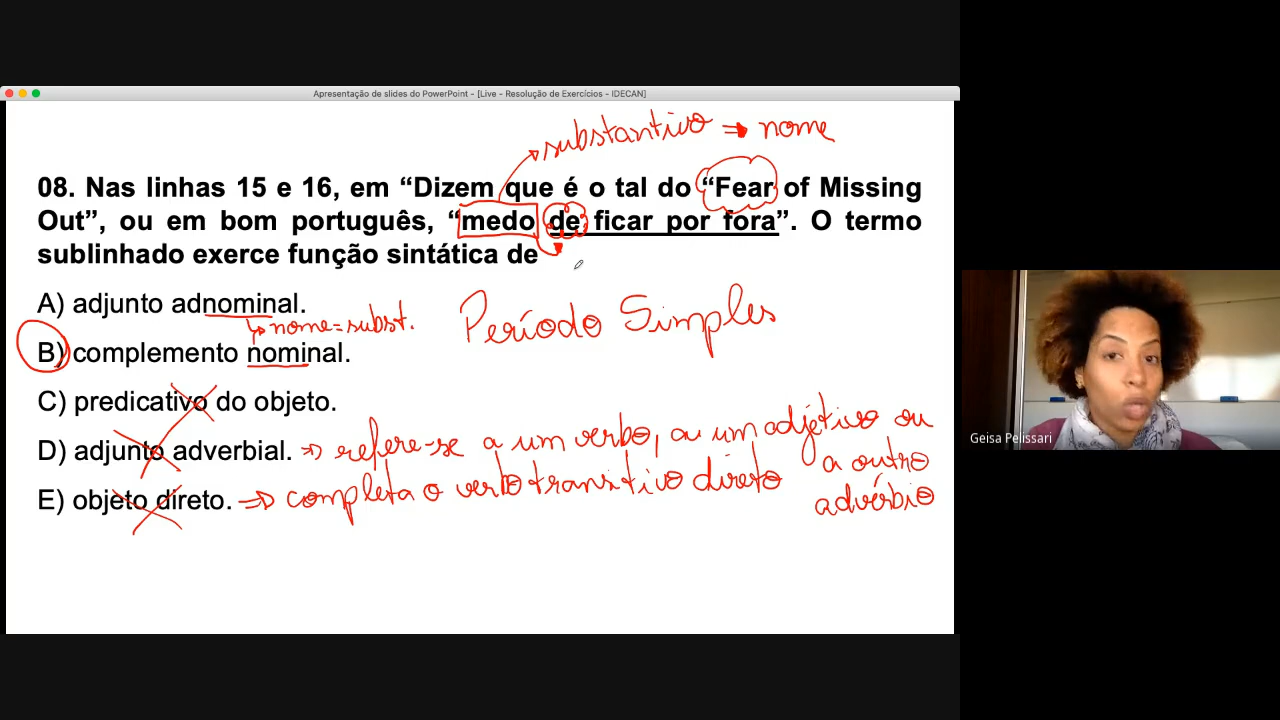 Apresentação de slides do PowerPoint - [Live - Resolução de Exercícios - IDECAN]
substantivo ⇒ nome
08. Nas linhas 15 e 16, em “Dizem que é o tal do “Fear of Missing
Out”, ou em bom português, “medo de ficar por fora”. O termo
sublinhado exerce função sintática de
A) adjunto adnominal.
nome = subst.
Período Simples
B) complemento nominal.
C) predicativo do objeto.
D) adjunto adverbial. ⇒ refere-se a um verbo, ou um adjetivo ou
a outro
advérbio
E) objeto direto. ⇒ completa o verbo transitivo direto
Geisa Pelissari